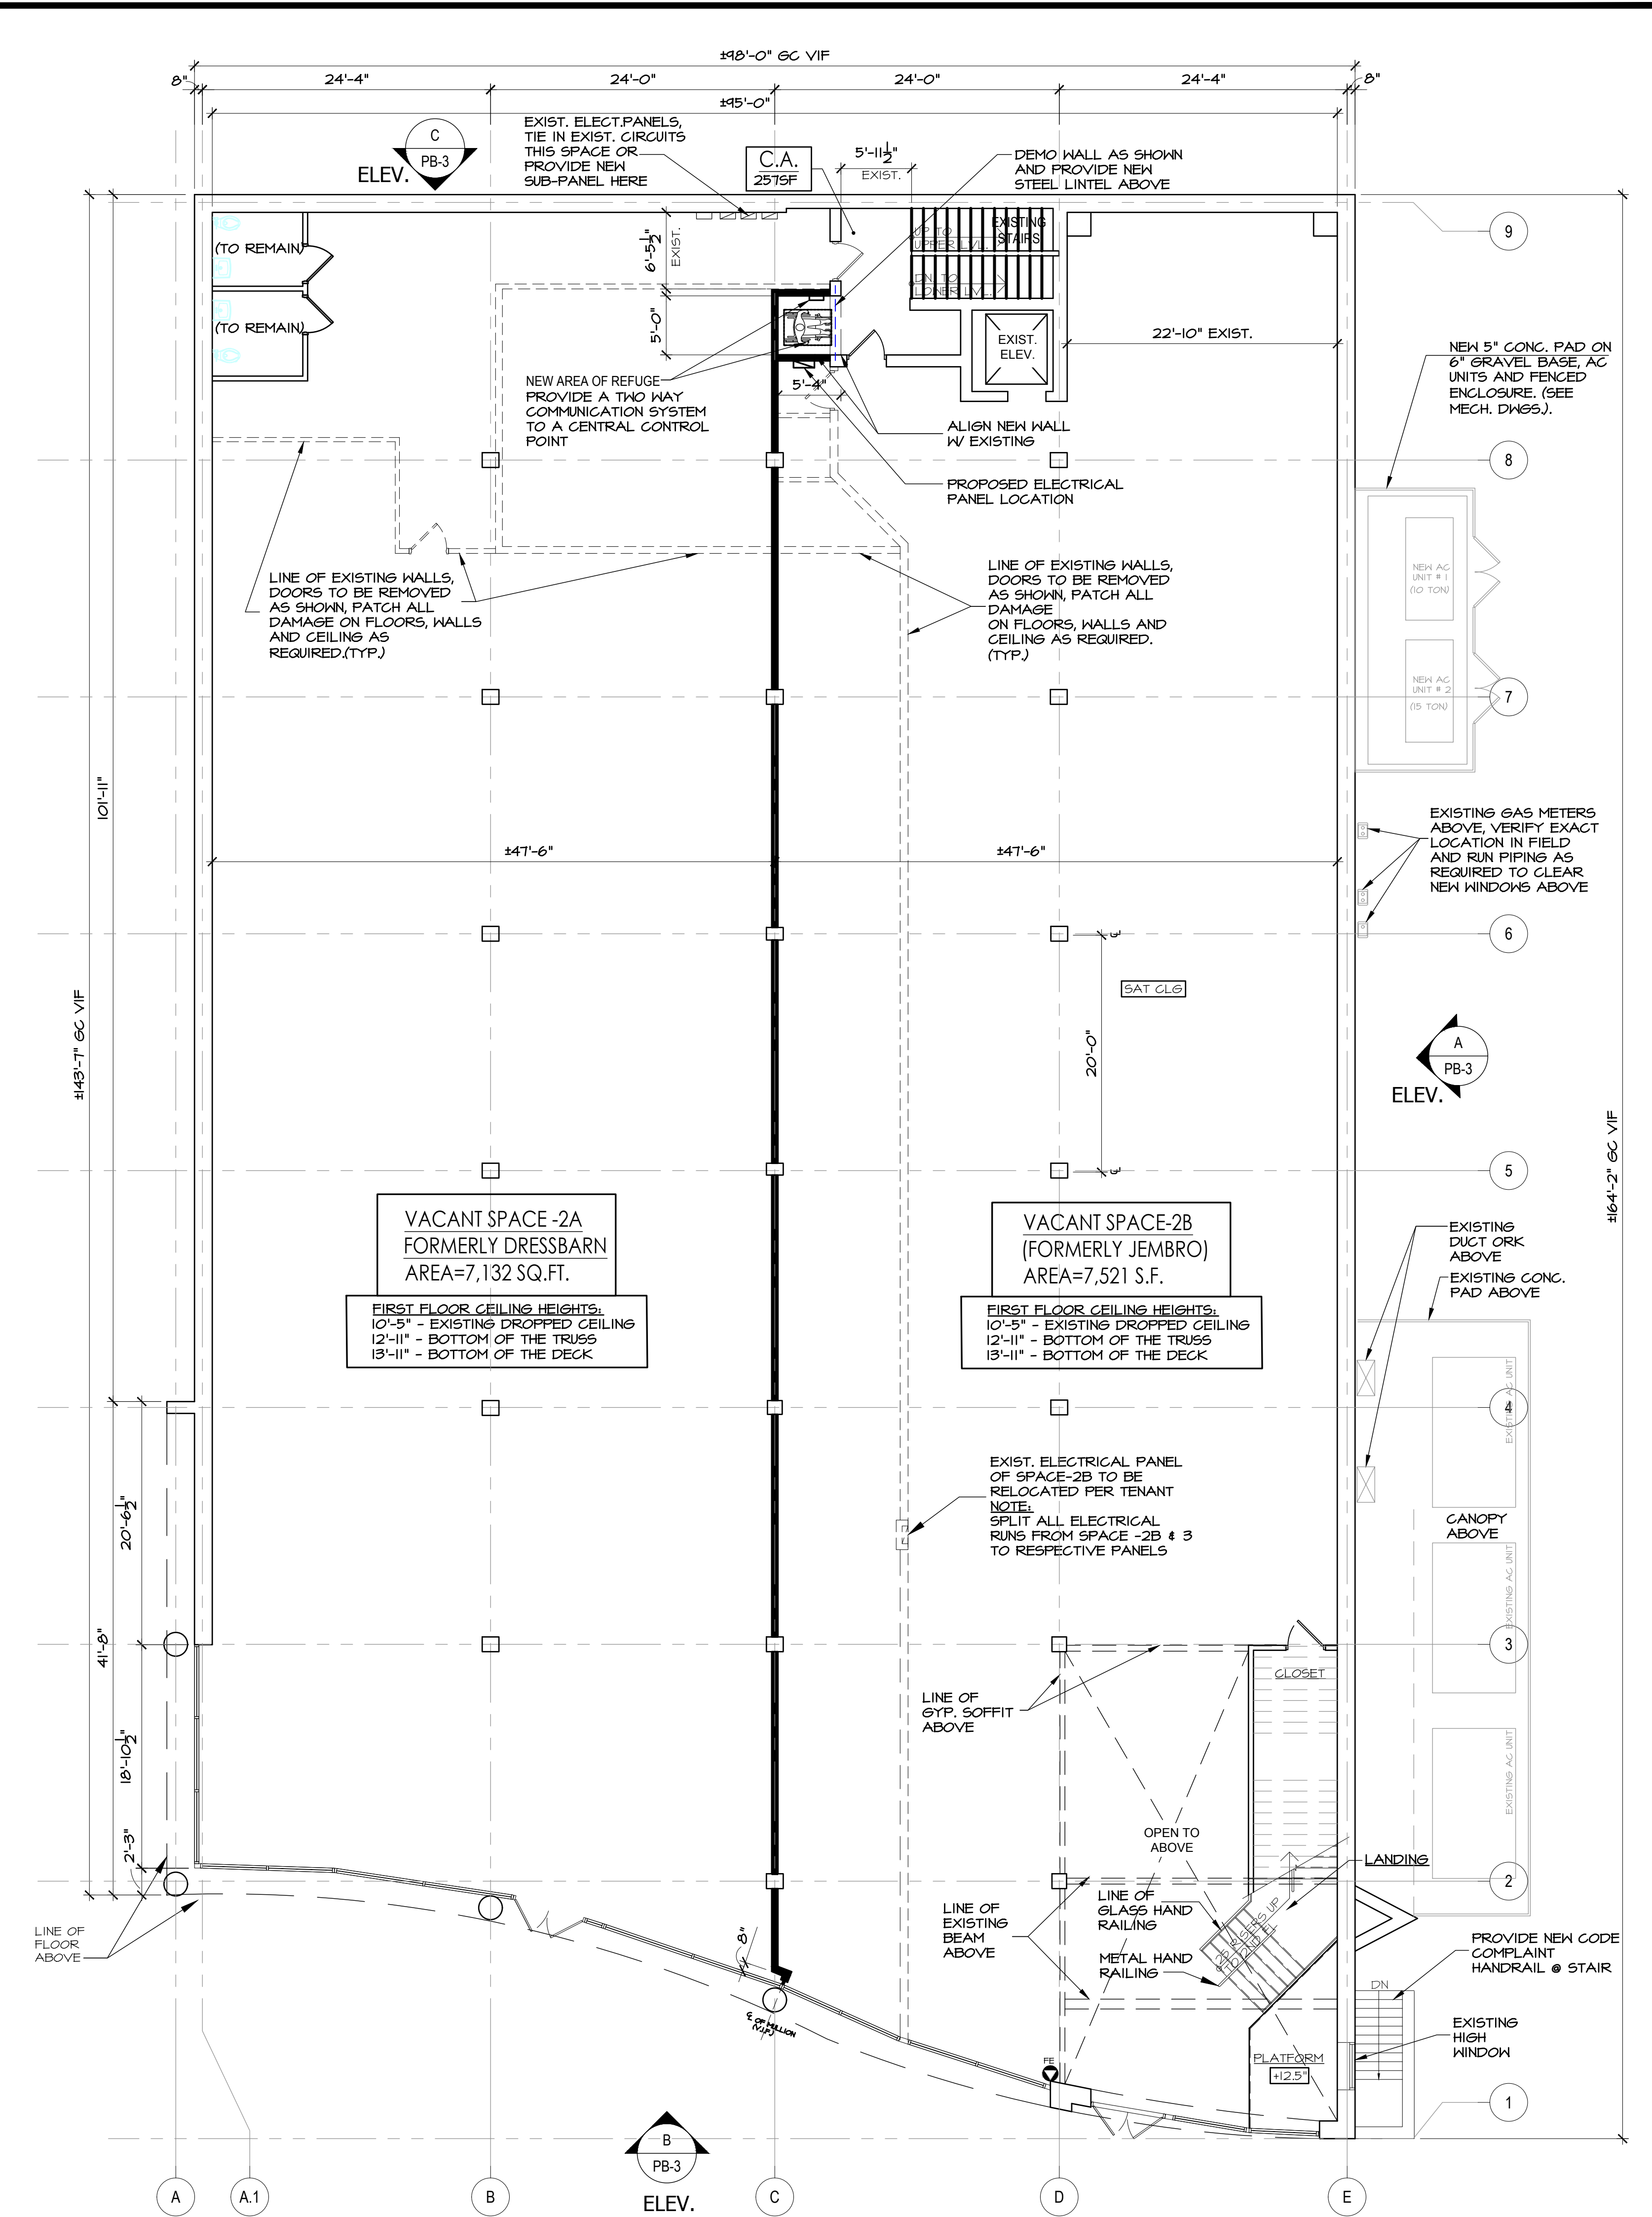 ±98'-0" GC VIF
8"
24'-4"
24'-0"
24'-0"
24'-4"
8"
±95'-0"
C
PB-3
ELEV.
EXIST. ELECT.PANELS,
TIE IN EXIST. CIRCUITS
THIS SPACE OR
PROVIDE NEW
SUB-PANEL HERE
C.A.
257SF
5'-11½"
EXIST.
DEMO WALL AS SHOWN
AND PROVIDE NEW
STEEL LINTEL ABOVE
(TO REMAIN)
(TO REMAIN)
6'-5½"
EXIST.
5'-0"
EXISTING
STAIRS
UP TO
UPPER LVL.
DN. TO
LOWER LVL.
EXIST.
ELEV.
22'-10" EXIST.
9
NEW 5" CONC. PAD ON
6" GRAVEL BASE, AC
UNITS AND FENCED
ENCLOSURE. (SEE
MECH. DWGS.).
NEW AREA OF REFUGE
PROVIDE A TWO WAY
COMMUNICATION SYSTEM
TO A CENTRAL CONTROL
POINT
5'-4"
ALIGN NEW WALL
W/ EXISTING
8
PROPOSED ELECTRICAL
PANEL LOCATION
LINE OF EXISTING WALLS,
DOORS TO BE REMOVED
AS SHOWN, PATCH ALL
DAMAGE ON FLOORS, WALLS
AND CEILING AS
REQUIRED.(TYP.)
LINE OF EXISTING WALLS,
DOORS TO BE REMOVED
AS SHOWN, PATCH ALL
DAMAGE
ON FLOORS, WALLS AND
CEILING AS REQUIRED.
(TYP.)
NEW AC
UNIT # 1
(10 TON)
NEW AC
UNIT # 2
(15 TON)
7
101'-11"
±47'-6"
±47'-6"
EXISTING GAS METERS
ABOVE, VERIFY EXACT
LOCATION IN FIELD
AND RUN PIPING AS
REQUIRED TO CLEAR
NEW WINDOWS ABOVE
6
SAT CLG
20'-0"
±143'-7" GC VIF
A
PB-3
ELEV.
±164'-2" GC VIF
5
VACANT SPACE -2A
FORMERLY DRESSBARN
AREA=7,132 SQ.FT.
FIRST FLOOR CEILING HEIGHTS:
10'-5" - EXISTING DROPPED CEILING
12'-11" - BOTTOM OF THE TRUSS
13'-11" - BOTTOM OF THE DECK
VACANT SPACE-2B
(FORMERLY JEMBRO)
AREA=7,521 S.F.
FIRST FLOOR CEILING HEIGHTS:
10'-5" - EXISTING DROPPED CEILING
12'-11" - BOTTOM OF THE TRUSS
13'-11" - BOTTOM OF THE DECK
EXISTING
DUCT ORK
ABOVE
EXISTING CONC.
PAD ABOVE
EXISTING AC UNIT
4
EXIST. ELECTRICAL PANEL
OF SPACE-2B TO BE
RELOCATED PER TENANT
NOTE:
SPLIT ALL ELECTRICAL
RUNS FROM SPACE -2B & 3
TO RESPECTIVE PANELS
20'-6½"
CANOPY
ABOVE
EXISTING AC UNIT
3
41'-8"
CLOSET
LINE OF
GYP. SOFFIT
ABOVE
18'-10½"
EXISTING AC UNIT
OPEN TO
ABOVE
2'-3"
LANDING
2
LINE OF
FLOOR
ABOVE
LINE OF
EXISTING
BEAM
ABOVE
LINE OF
GLASS HAND
RAILING
METAL HAND
RAILING
25 RISERS UP
TO 2ND FL
8"
PROVIDE NEW CODE
COMPLAINT
HANDRAIL @ STAIR
DN
℄ OF MULLION
(V.I.F.)
EXISTING
HIGH
WINDOW
FE
PLATFORM
+12.5"
1
B
PB-3
ELEV.
A
A.1
B
C
D
E